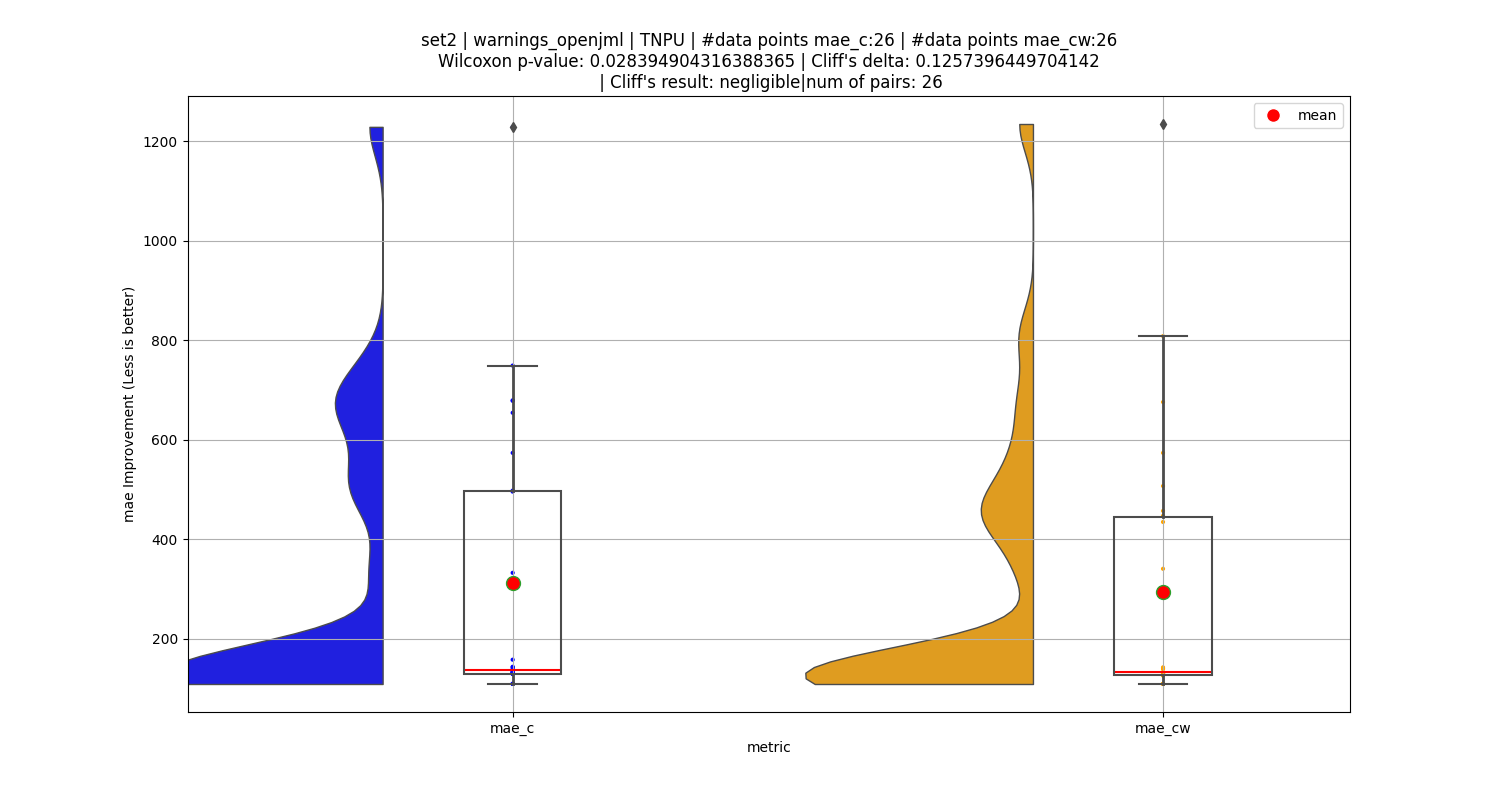 set2 | warnings_openjml | TNPU | #data points mae_c:26 | #data points mae_cw:26
Wilcoxon p-value: 0.028394904316388365 | Cliff's delta: 0.1257396449704142
| Cliff's result: negligible|num of pairs: 26
mean
1200
1000
800
600
400
200
mae Improvement (Less is better)
mae_c
mae_cw
metric